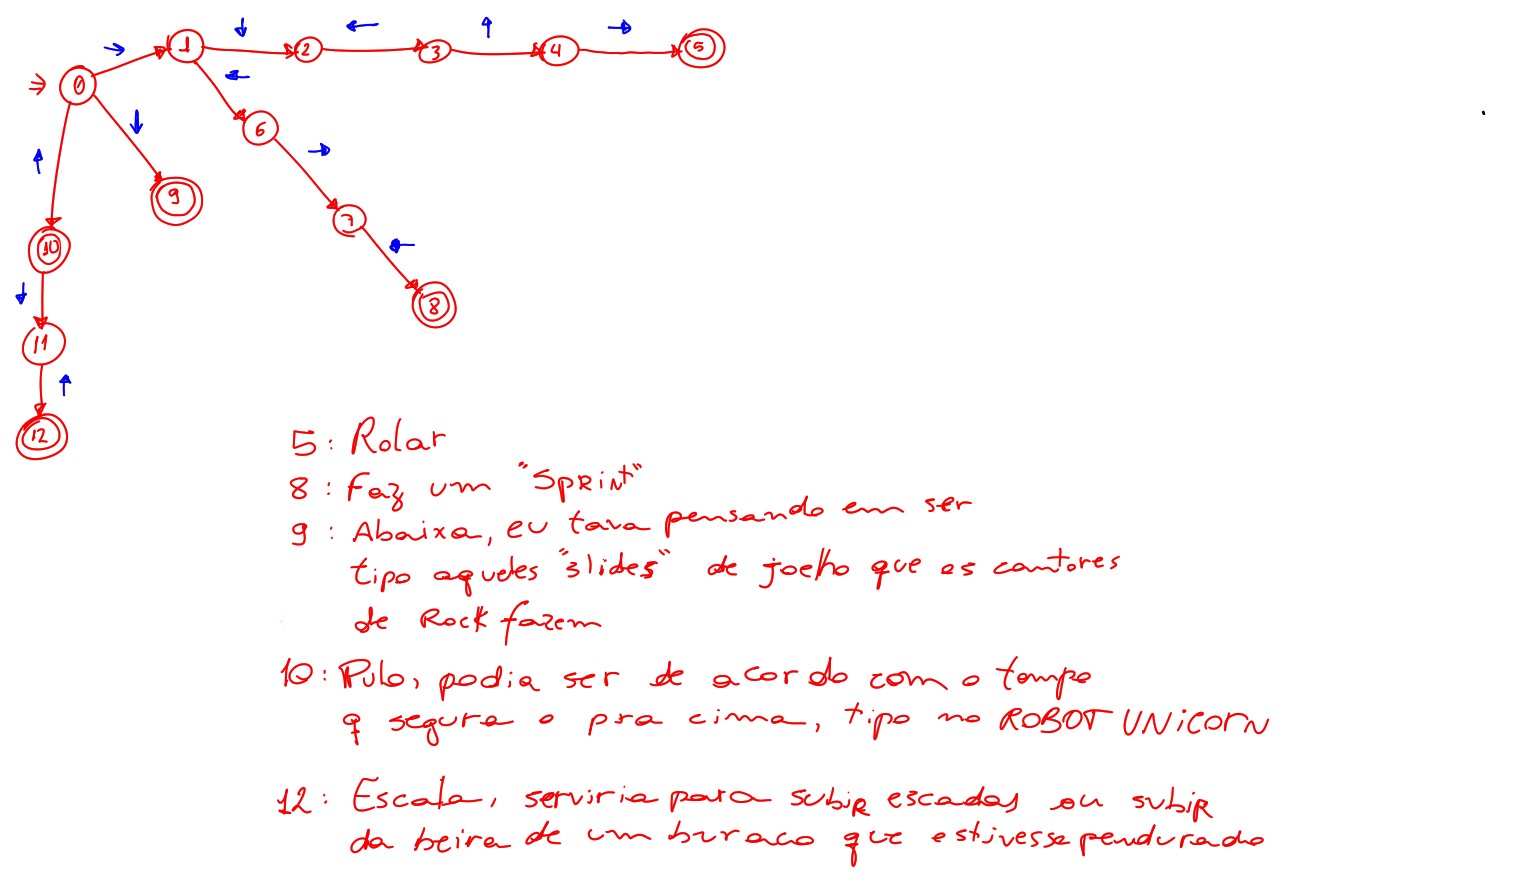 1 2 3 4 5
0
6
7
9
10
8
11
12
5: Rolar
8: Faz um "Sprint"
9: Abaixa, eu tava pensando em ser
tipo aqueles "slides" de joelho que os cantores
de Rock fazem
10: Pulo, podia ser de acordo com o tempo
q segura o pra cima, tipo no ROBOT UNiCORN
12: Escala, serviria para subir escadas ou subir
da beira de um buraco que estivesse pendurado